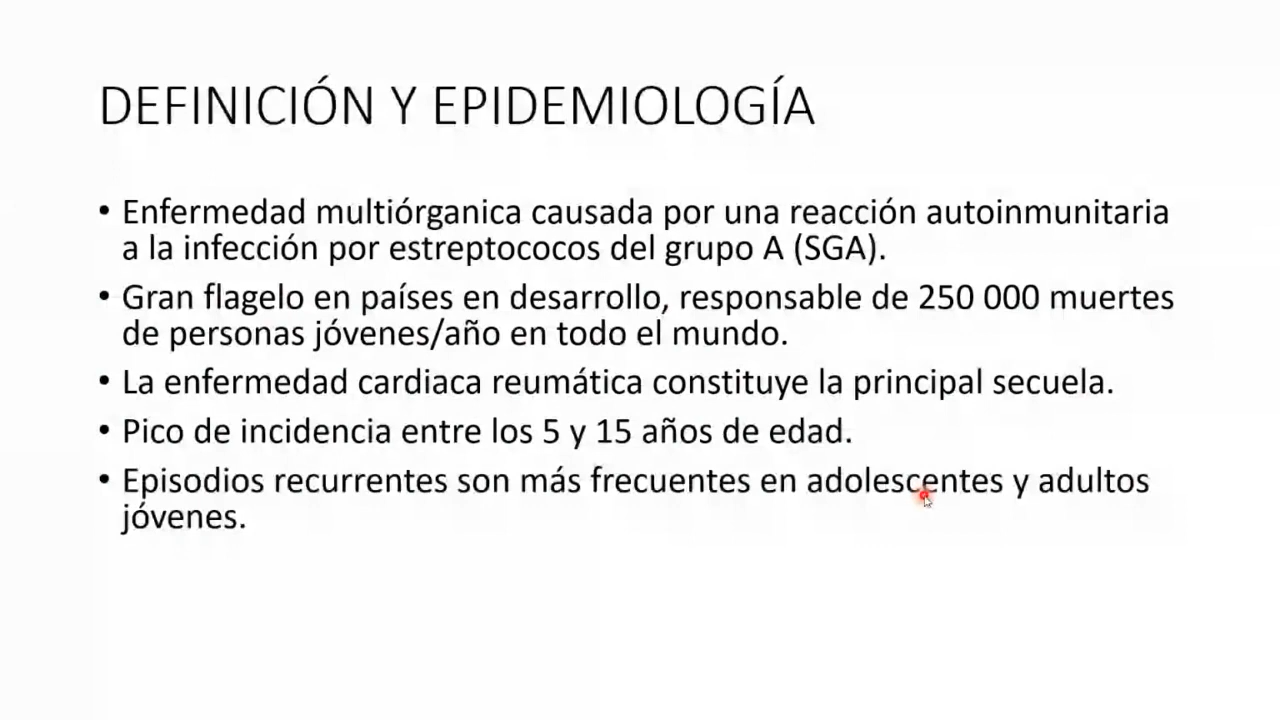 DEFINICIÓN Y EPIDEMIOLOGÍA
• Enfermedad multiórganica causada por una reacción autoinmunitaria
a la infección por estreptococos del grupo A (SGA).
• Gran flagelo en países en desarrollo, responsable de 250 000 muertes
de personas jóvenes/año en todo el mundo.
• La enfermedad cardiaca reumática constituye la principal secuela.
• Pico de incidencia entre los 5 y 15 años de edad.
• Episodios recurrentes son más frecuentes en adolescentes y adultos
jóvenes.